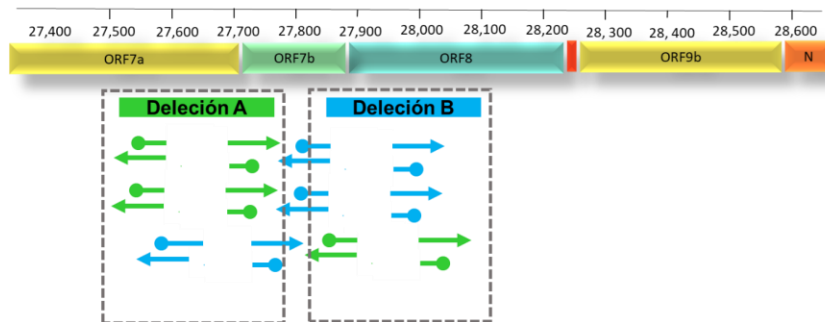 27,400 27,500 27,600 27,700 27,800 27,900 28,000 28,100 28,200 28, 300 28,400 28,500 28,600
ORF7a ORF7b ORF8 ORF9b N
Deleción A Deleción B